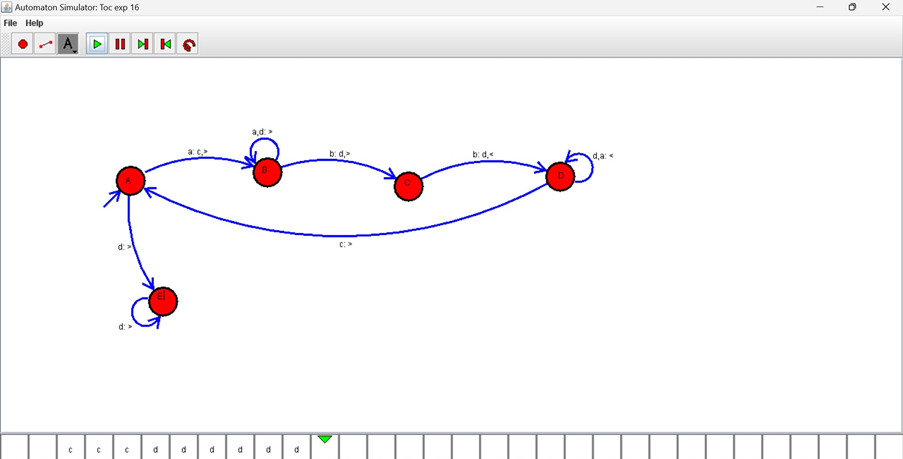 Automaton Simulator: Toc exp 16
File Help
A
a,d: >
a: c,>
b: d,>
b: d,<
d,a: <
A
B
C
D
c: >
d: >
E
d: >
c c c d d d d d d